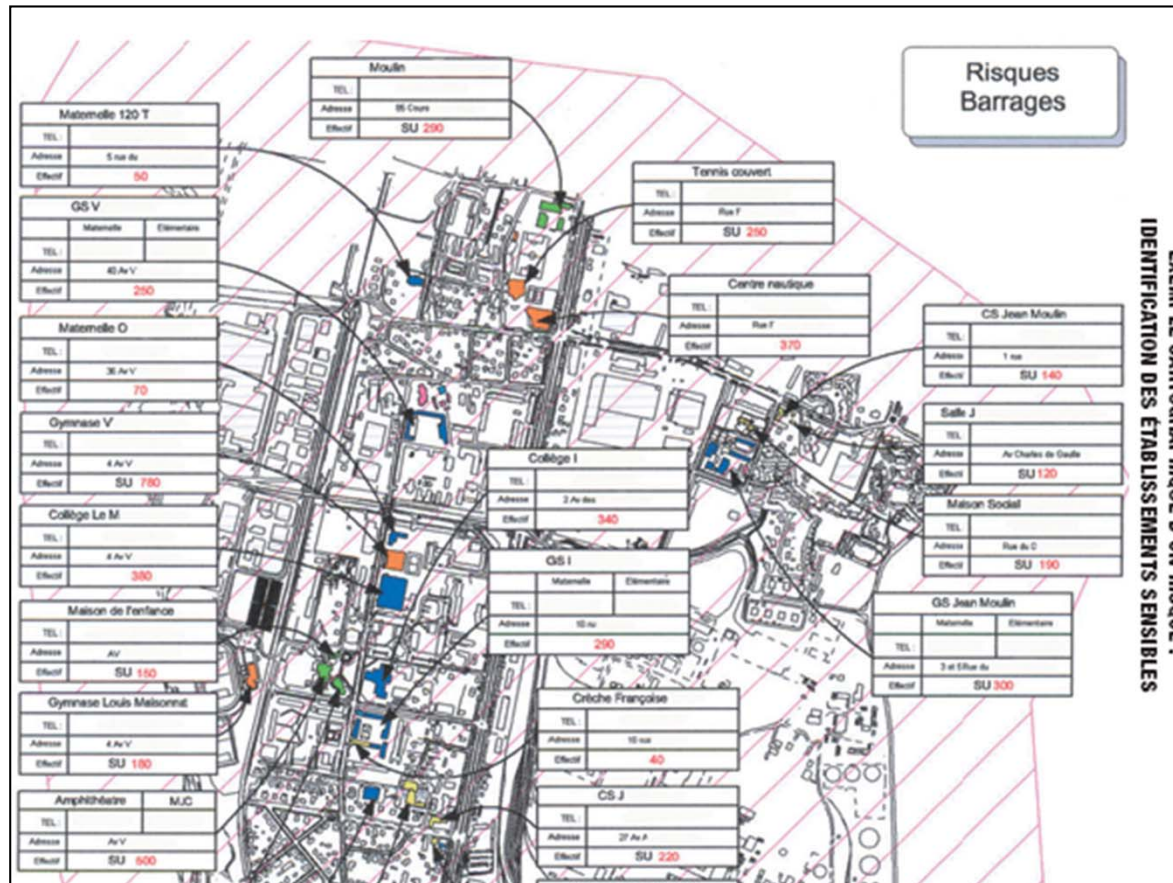 Risques
Barrages
IDENTIFICATION DES ÉTABLISSEMENTS SENSIBLES
Moulin
TEL :
Adresse 85 Cours
Effectif SU 290
Maternelle 120 T
TEL :
Adresse 5 rue du
Effectif 50
GS V
Maternelle Elémentaire
TEL :
Adresse 40 Av V
Effectif 250
Maternelle O
TEL :
Adresse 36 Av V
Effectif 70
Gymnase V
TEL :
Adresse 4 Av V
Effectif SU 780
Collège Le M
TEL :
Adresse 4 Av V
Effectif 380
Maison de l'enfance
TEL :
Adresse AV
Effectif SU 150
Gymnase Louis Maisonnat
TEL :
Adresse 4 Av V
Effectif SU 180
Amphithéatre MJC
TEL :
Adresse Av V
Effectif SU 500
Tennis couvert
TEL :
Adresse Rue F
Effectif SU 250
Centre nautique
TEL :
Adresse Rue F
Effectif 370
Collège I
TEL :
Adresse 2 Av des
Effectif 340
GS I
Maternelle Elémentaire
TEL :
Adresse 10 ru
Effectif 290
Crèche Françoise
TEL :
Adresse 16 rue
Effectif 40
CS J
TEL :
Adresse 27 Av A
Effectif SU 220
CS Jean Moulin
TEL :
Adresse 1 rue
Effectif SU 140
Salle J
TEL :
Adresse Av Charles de Gaulle
Effectif SU 120
Maison Social
TEL :
Adresse Rue du D
Effectif SU 190
GS Jean Moulin
Maternelle Elémentaire
TEL :
Adresse 3 et 5 Rue du
Effectif SU 300